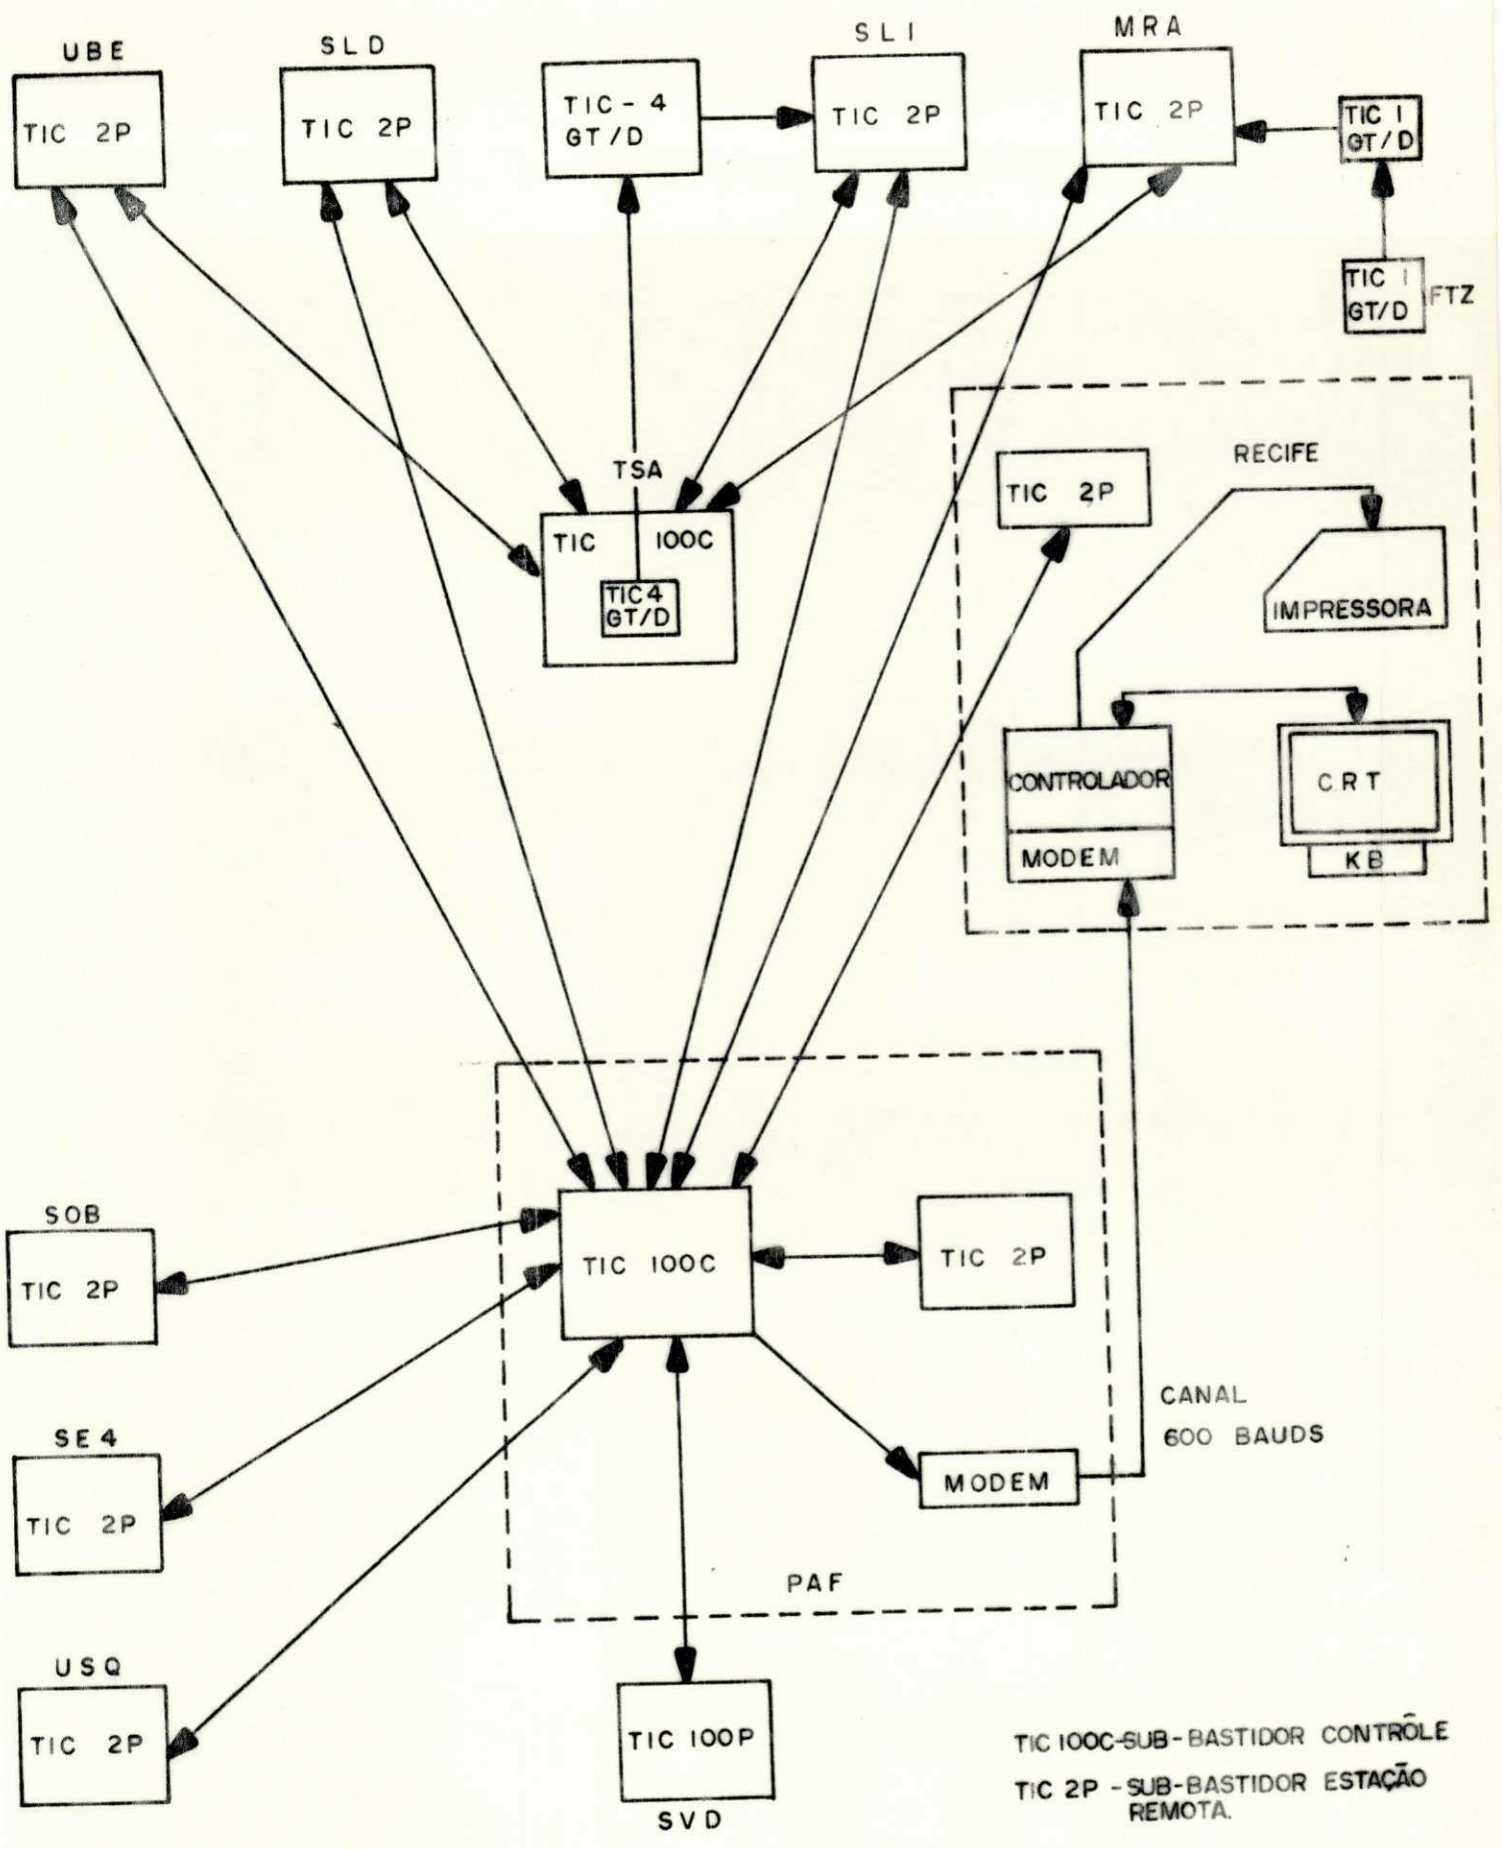 UBE
TIC 2P
SLD
TIC 2P
TIC - 4
GT/D
SLI
TIC 2P
MRA
TIC 2P
TIC 1
GT/D
TIC 1
GT/D
FTZ
TSA
TIC 100C
TIC4
GT/D
RECIFE
TIC 2P
IMPRESSORA
CONTROLADOR
MODEM
C.R T
KB
SOB
TIC 2P
TIC 100C
TIC 2P
CANAL
600 BAUDS
SE4
TIC 2P
MODEM
PAF
USQ
TIC 2P
TIC 100P
SVD
TIC 100C-SUB-BASTIDOR CONTRÔLE
TIC 2P - SUB-BASTIDOR ESTAÇÃO
REMOTA.